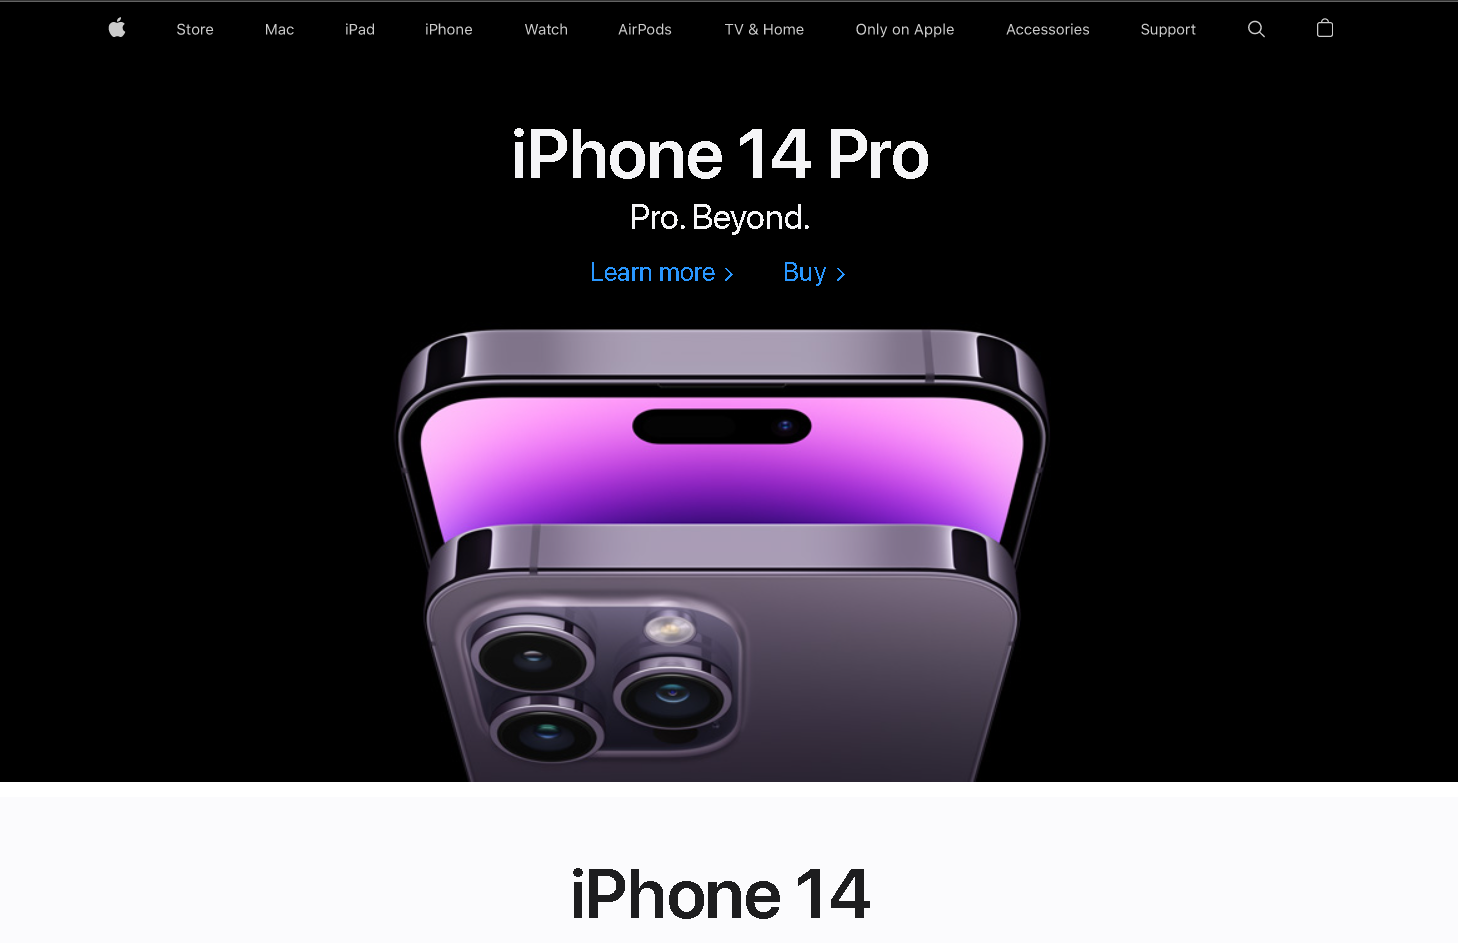 Store Mac iPad iPhone Watch AirPods TV & Home Only on Apple Accessories Support
iPhone 14 Pro
Pro. Beyond.
Learn more > Buy >
iPhone 14